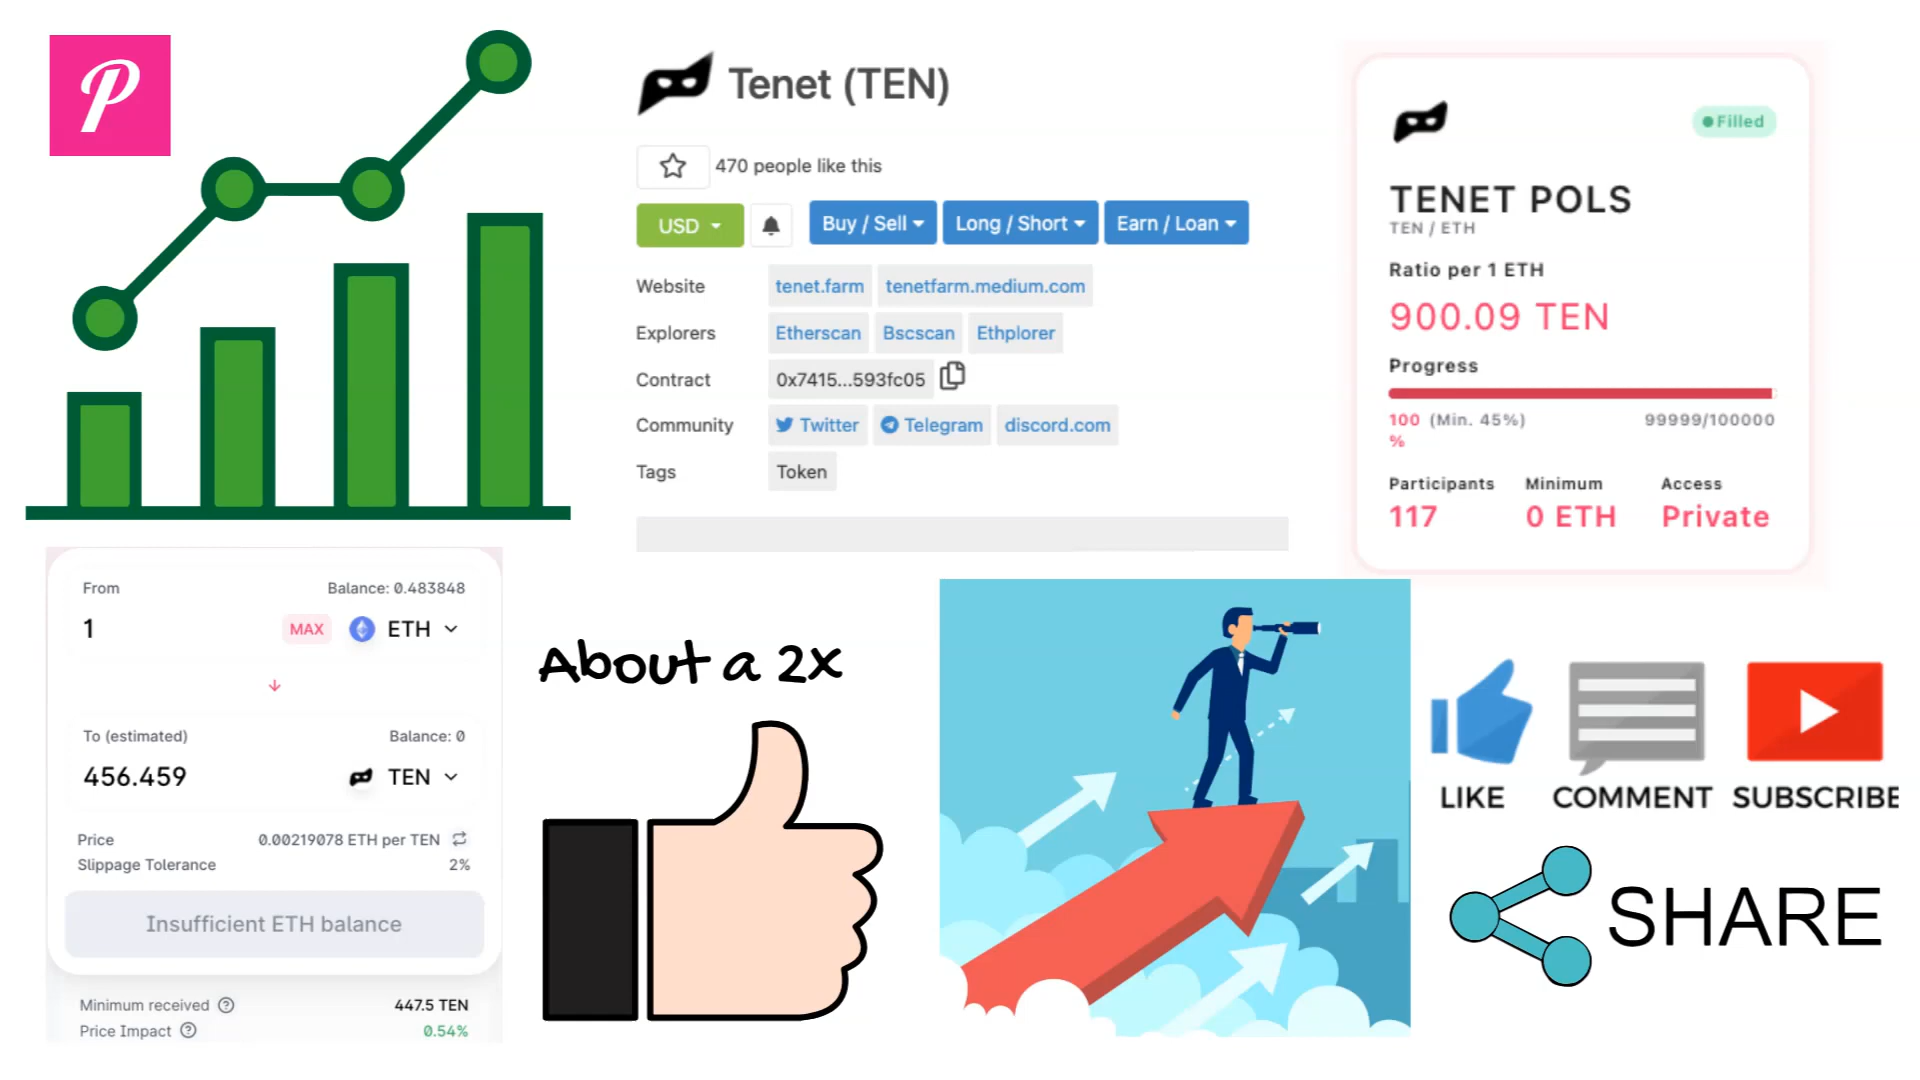 P
Tenet (TEN)
470 people like this
USD
Buy / Sell
Long / Short
Earn / Loan
Website tenet.farm tenetfarm.medium.com
Explorers Etherscan Bscscan Ethplorer
Contract 0x7415...593fc05
Community Twitter Telegram discord.com
Tags Token
Filled
TENET POLS
TEN / ETH
Ratio per 1 ETH
900.09 TEN
Progress
100 (Min. 45%) 99999/100000
%
Participants Minimum Access
117 0 ETH Private
From Balance: 0.483848
1 MAX ETH
To (estimated) Balance: 0
456.459 TEN
Price 0.00219078 ETH per TEN
Slippage Tolerance 2%
Insufficient ETH balance
Minimum received ? 447.5 TEN
Price Impact ? 0.54%
About a 2x
LIKE COMMENT SUBSCRIBE
SHARE